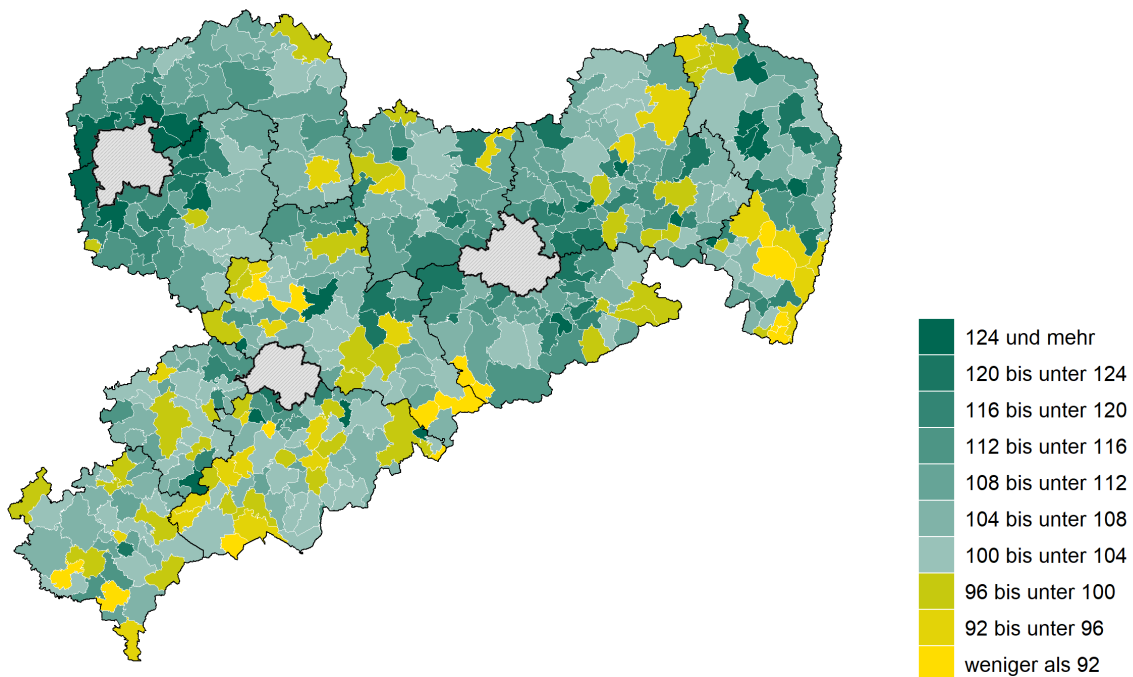 124 und mehr
120 bis unter 124
116 bis unter 120
112 bis unter 116
108 bis unter 112
104 bis unter 108
100 bis unter 104
96 bis unter 100
92 bis unter 96
weniger als 92